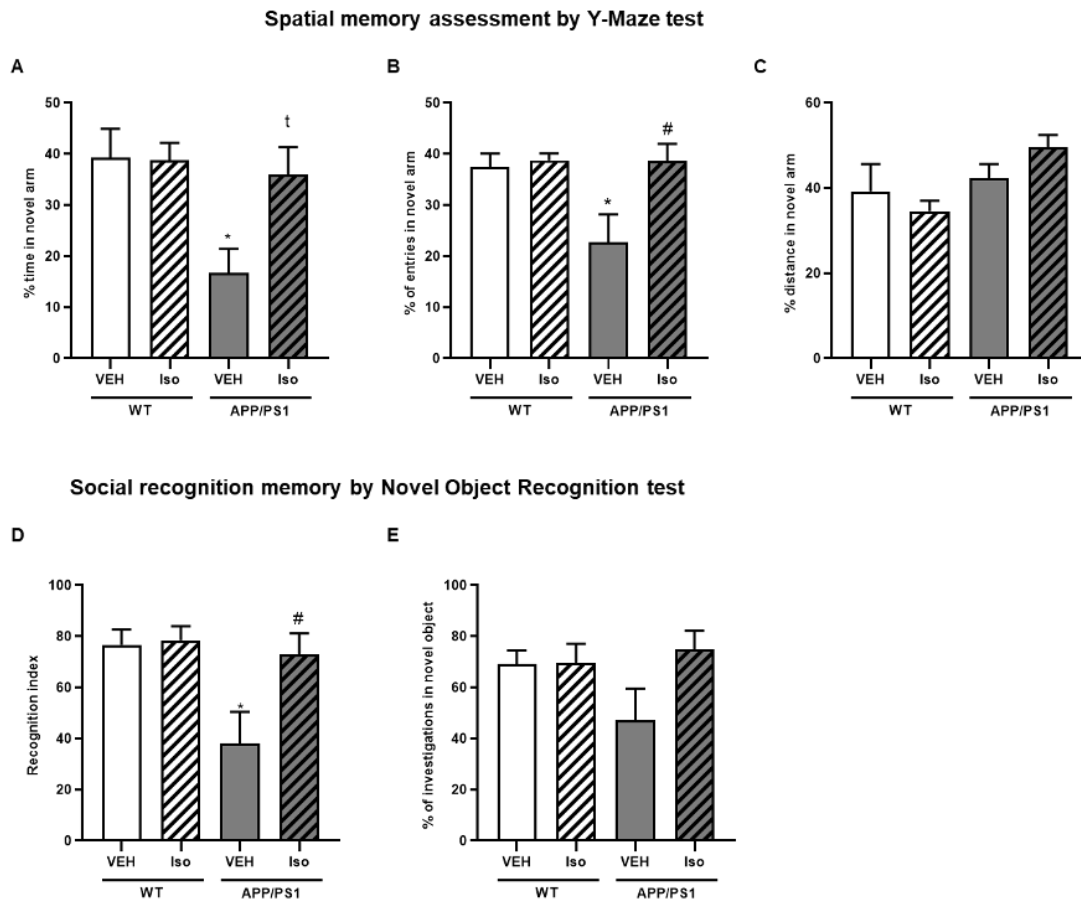 Spatial memory assessment by Y-Maze test
A
% time in novel arm
50
40
30
20
10
0
*
t
VEH Iso VEH Iso
WT APP/PS1
B
% of entries in novel arm
50
40
30
20
10
0
*
#
VEH Iso VEH Iso
WT APP/PS1
C
% distance in novel arm
60
40
20
0
VEH Iso VEH Iso
WT APP/PS1
Social recognition memory by Novel Object Recognition test
D
Recognition index
100
80
60
40
20
0
*
#
VEH Iso VEH Iso
WT APP/PS1
E
% of investigations in novel object
100
80
60
40
20
0
VEH Iso VEH Iso
WT APP/PS1